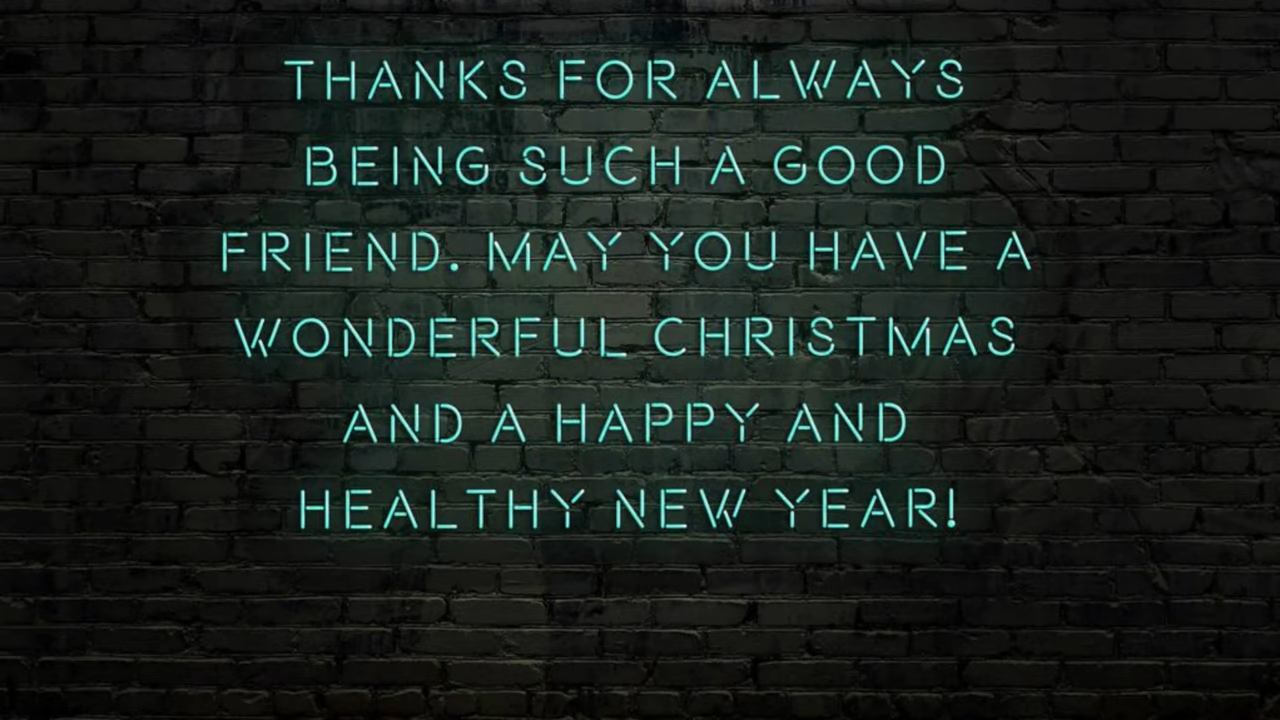 THANKS FOR ALWAYS
BEING SUCH A GOOD
FRIEND. MAY YOU HAVE A
WONDERFUL CHRISTMAS
AND A HAPPY AND
HEALTHY NEW YEAR!